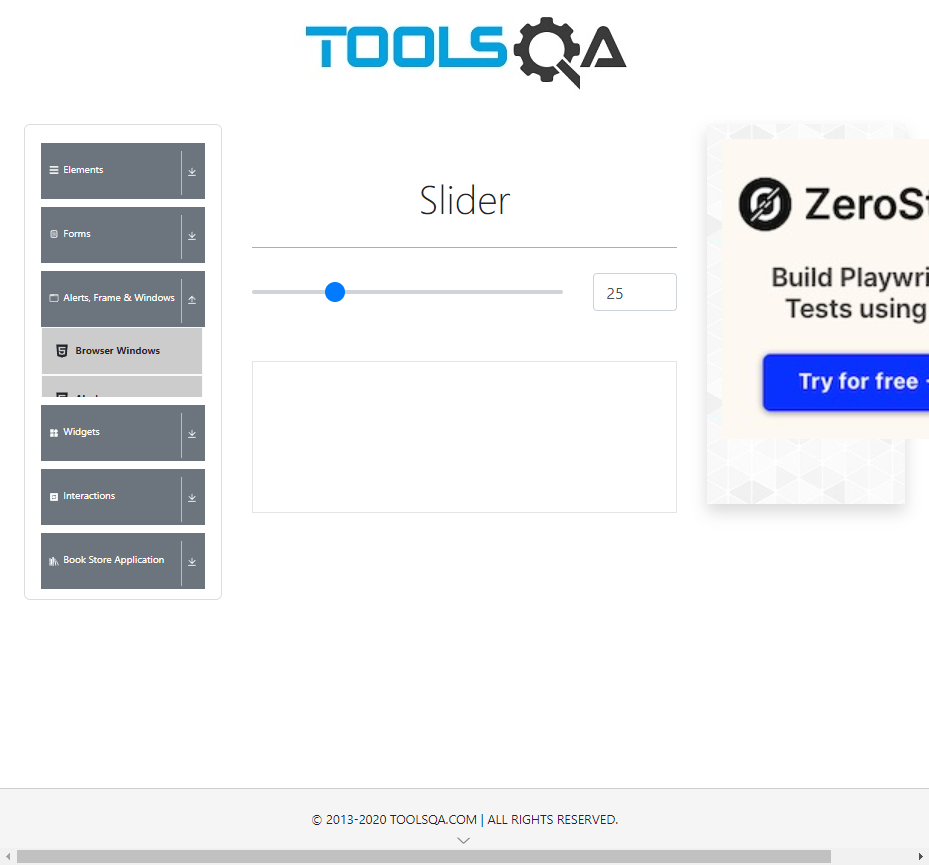 TOOLSQA
Elements
Forms
Alerts, Frame & Windows
Browser Windows
Widgets
Interactions
Book Store Application
Slider
25
ZeroSt
Build Playwri
Tests using
Try for free
© 2013-2020 TOOLSQA.COM | ALL RIGHTS RESERVED.